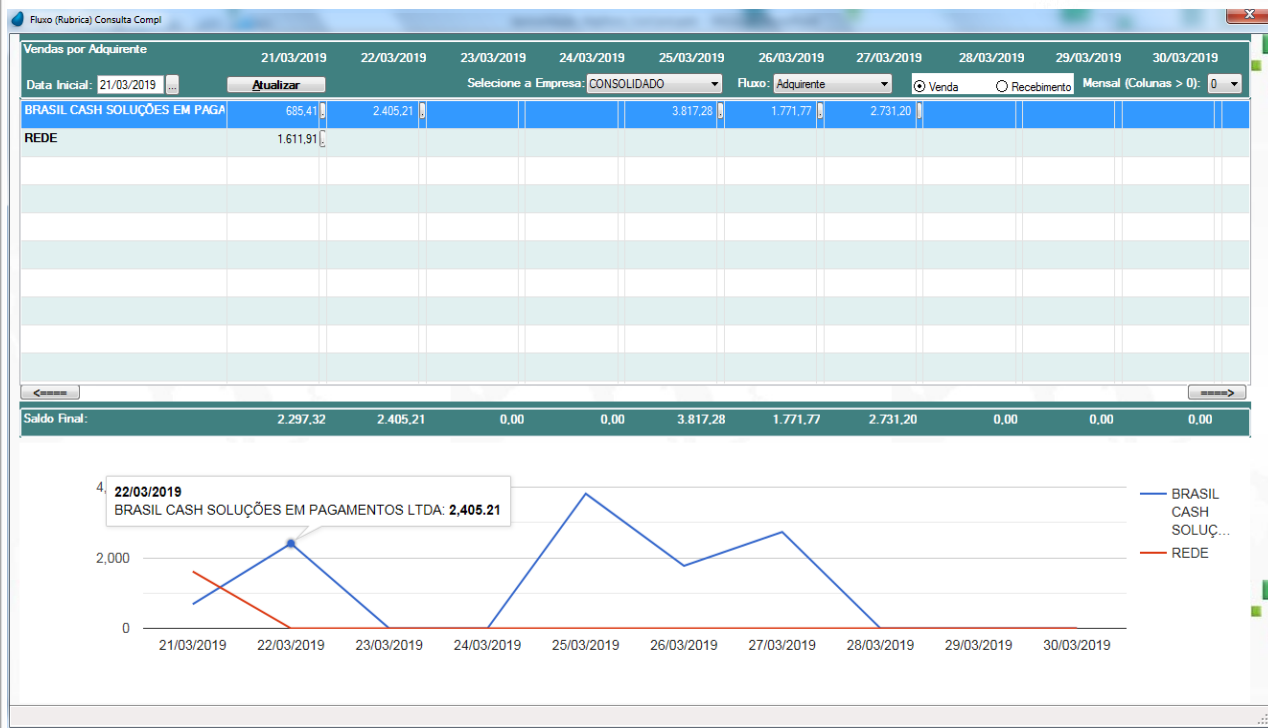 Fluxo (Rubrica) Consulta Compl
Vendas por Adquirente
21/03/2019 22/03/2019 23/03/2019 24/03/2019 25/03/2019 26/03/2019 27/03/2019 28/03/2019 29/03/2019 30/03/2019
Data Inicial: 21/03/2019 ... Atualizar Selecione a Empresa: CONSOLIDADO Fluxo: Adquirente Venda Recebimento Mensal (Colunas > 0): 0
BRASIL CASH SOLUÇÕES EM PAGA 685,41 2.405,21 3.817,28 1.771,77 2.731,20
REDE 1.611,91
<==== ====>
Saldo Final: 2.297,32 2.405,21 0,00 0,00 3.817,28 1.771,77 2.731,20 0,00 0,00 0,00
4,
22/03/2019
BRASIL CASH SOLUÇÕES EM PAGAMENTOS LTDA: 2,405.21
2,000
0
21/03/2019 22/03/2019 23/03/2019 24/03/2019 25/03/2019 26/03/2019 27/03/2019 28/03/2019 29/03/2019 30/03/2019
BRASIL
CASH
SOLUÇ...
REDE